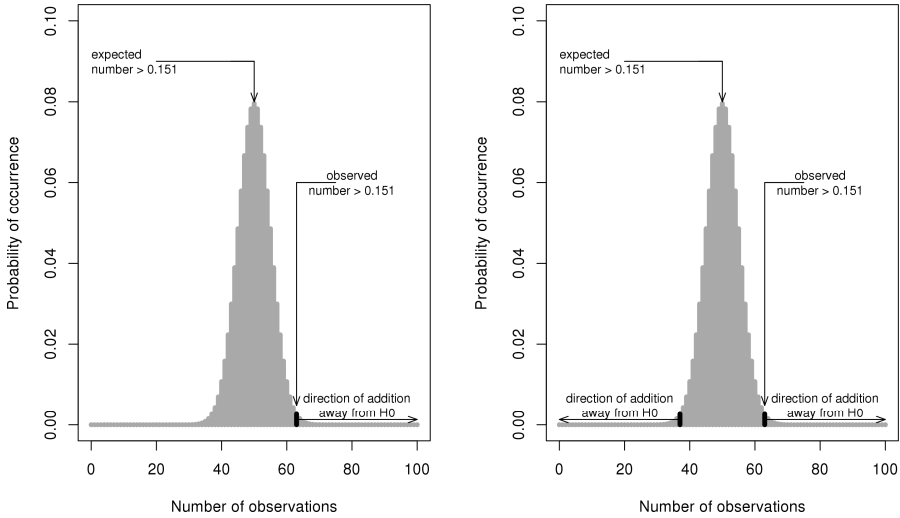 0.10
0.08
0.06
0.04
0.02
0.00
Probability of cccurrence
expected
number > 0.151
observed
number > 0.151
direction of addition
away from H0
0 20 40 60 80 100
Number of observations
0.10
0.08
0.06
0.04
0.02
0.00
Probability of cccurrence
expected
number > 0.151
observed
number > 0.151
direction of addition
away from H0
direction of addition
away from H0
0 20 40 60 80 100
Number of observations